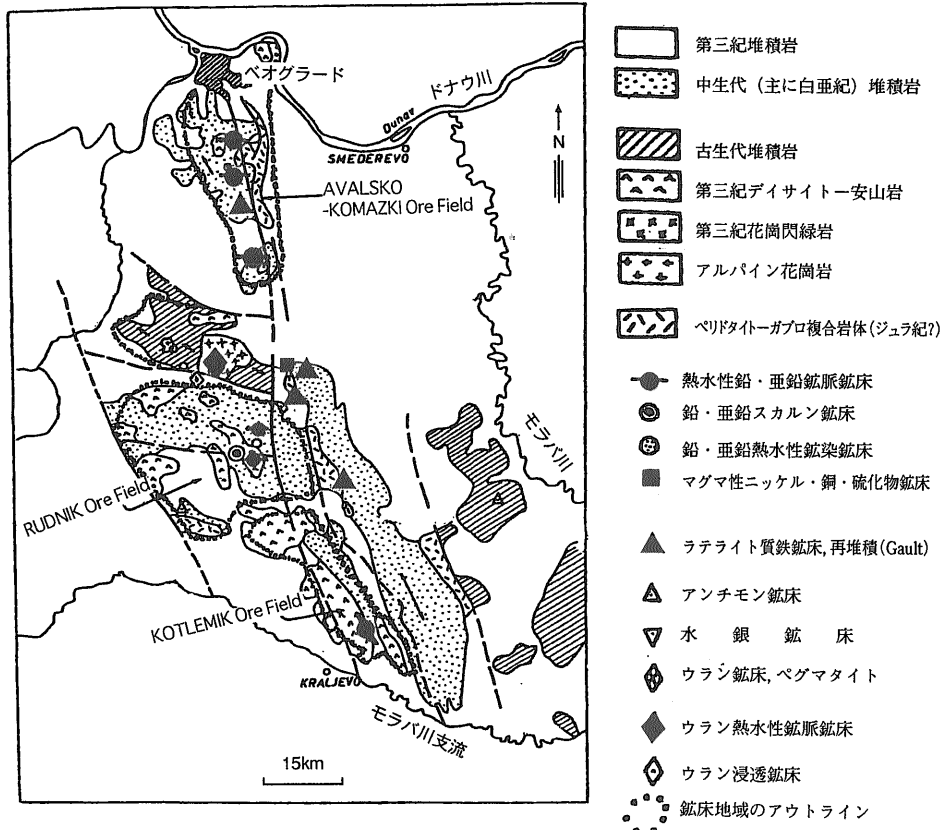 ベオグラード
ドナウ川
Dunav
SMEDEREVO
N
AVALSKO
-KOMAZKI Ore Field
モラバ川
RUDNIK Ore Field
KOTLEMIK Ore Field
KRALJEVO
モラバ川支流
15km
第三紀堆積岩
中生代（主に白亜紀）堆積岩
古生代堆積岩
第三紀デイサイトー安山岩
第三紀花崗閃緑岩
アルパイン花崗岩
ペリドタイトーガブロ複合岩体(ジュラ紀?)
熱水性鉛・亜鉛鉱脈鉱床
鉛・亜鉛スカルン鉱床
鉛・亜鉛熱水性鉱染鉱床
マグマ性ニッケル・銅・硫化物鉱床
ラテライト質鉄鉱床, 再堆積(Gault)
アンチモン鉱床
水銀鉱床
ウラン鉱床, ペグマタイト
ウラン熱水性鉱脈鉱床
ウラン浸透鉱床
鉱床地域のアウトライン